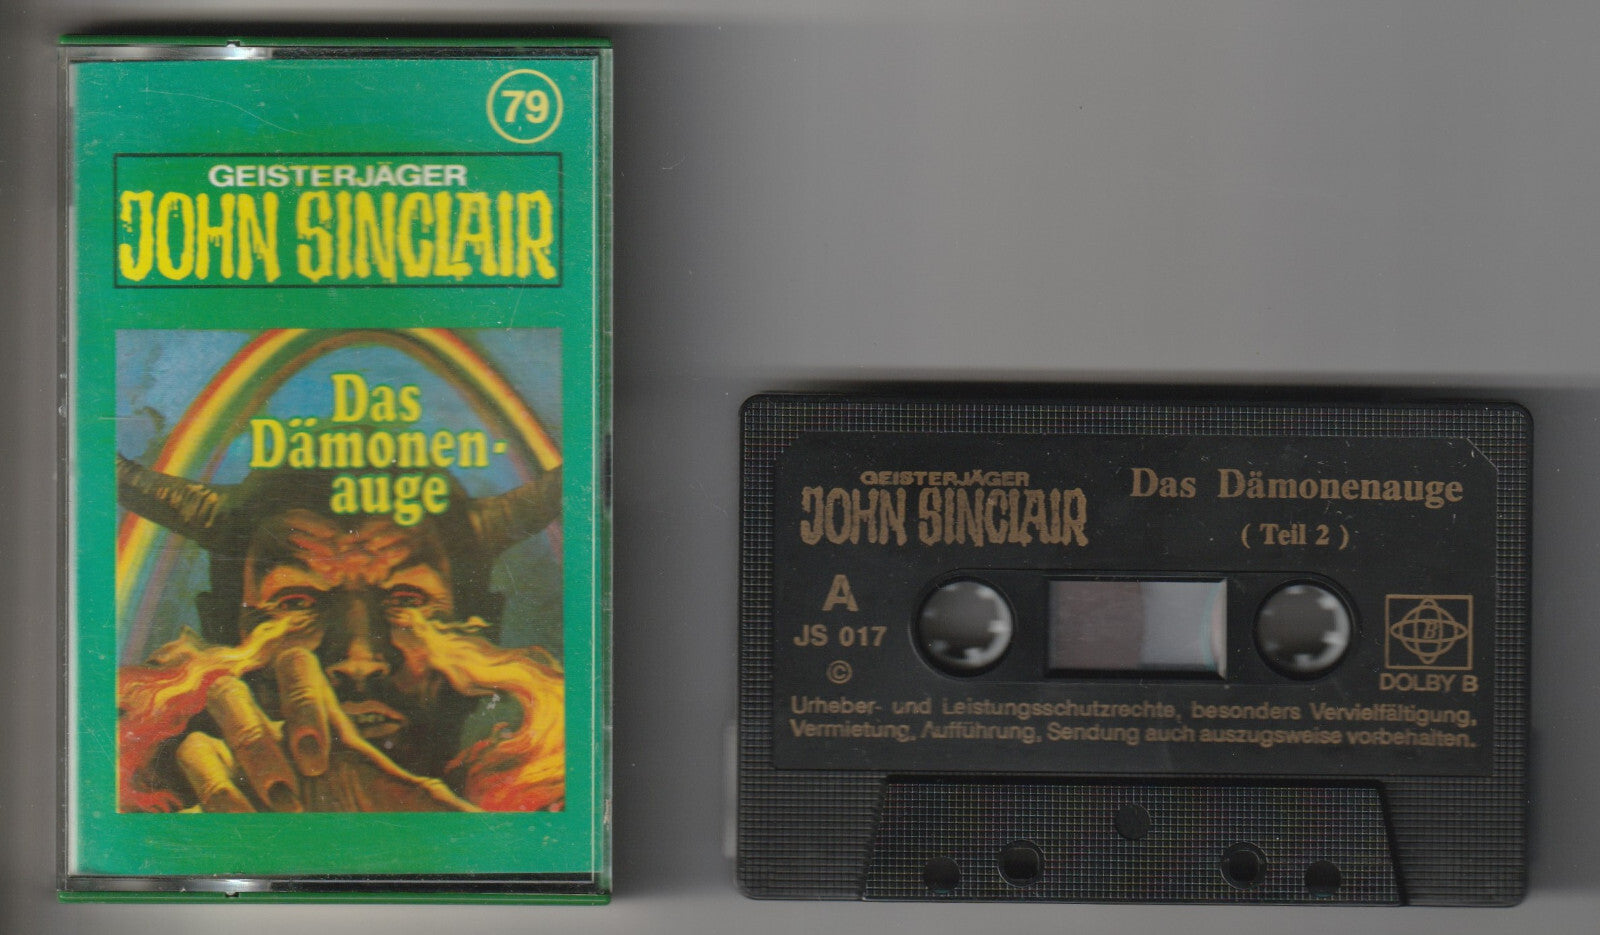 79
GEISTERJÄGER
JOHN SINCLAIR
Das
Dämonen-
auge
GEISTERJÄGER
JOHN SINCLAIR
Das Dämonenauge
( Teil 2 )
A
JS 017
©
B
DOLBY B
Urheber- und Leistungsschutzrechte, besonders Vervielfältigung,
Vermietung, Aufführung, Sendung auch auszugsweise vorbehalten.